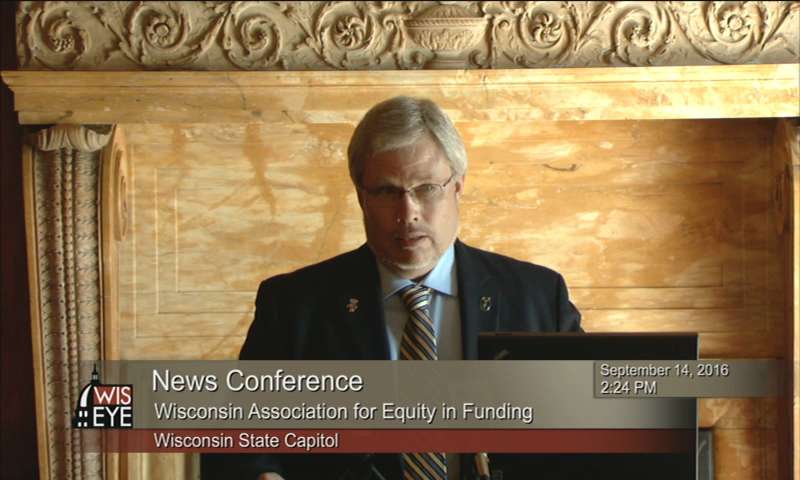 WIS
EYE
News Conference
Wisconsin Association for Equity in Funding
Wisconsin State Capitol
September 14, 2016
2:24 PM